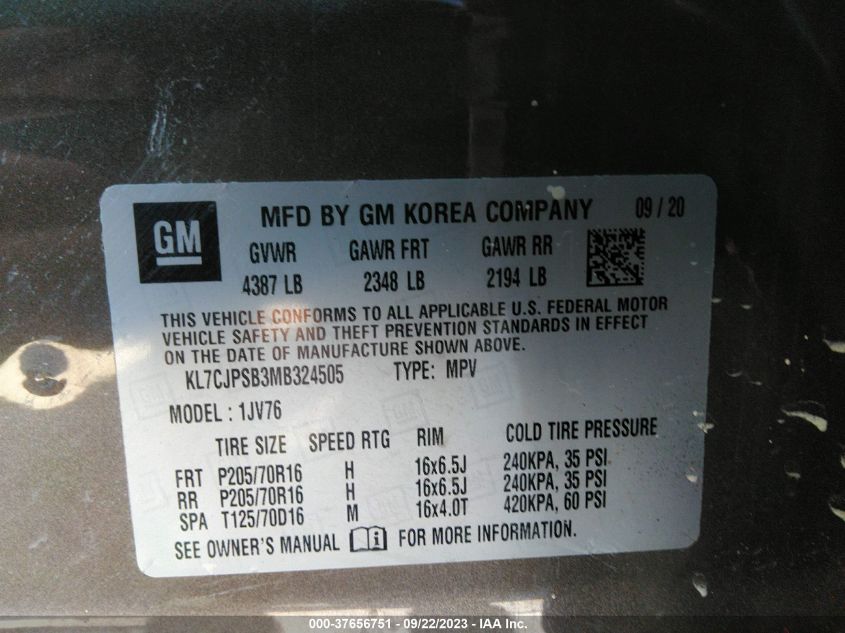 GM
MFD BY GM KOREA COMPANY 09 / 20
GVWR GAWR FRT GAWR RR
4387 LB 2348 LB 2194 LB
THIS VEHICLE CONFORMS TO ALL APPLICABLE U.S. FEDERAL MOTOR
VEHICLE SAFETY AND THEFT PREVENTION STANDARDS IN EFFECT
ON THE DATE OF MANUFACTURE SHOWN ABOVE.
KL7CJPSB3MB324505 TYPE: MPV
MODEL : 1JV76
TIRE SIZE SPEED RTG RIM COLD TIRE PRESSURE
FRT P205/70R16 H 16x6.5J 240KPA, 35 PSI
RR P205/70R16 H 16x6.5J 240KPA, 35 PSI
SPA T125/70D16 M 16x4.0T 420KPA, 60 PSI
SEE OWNER'S MANUAL i FOR MORE INFORMATION.
000-37656751 // 09/22/2023 - IAA Inc.